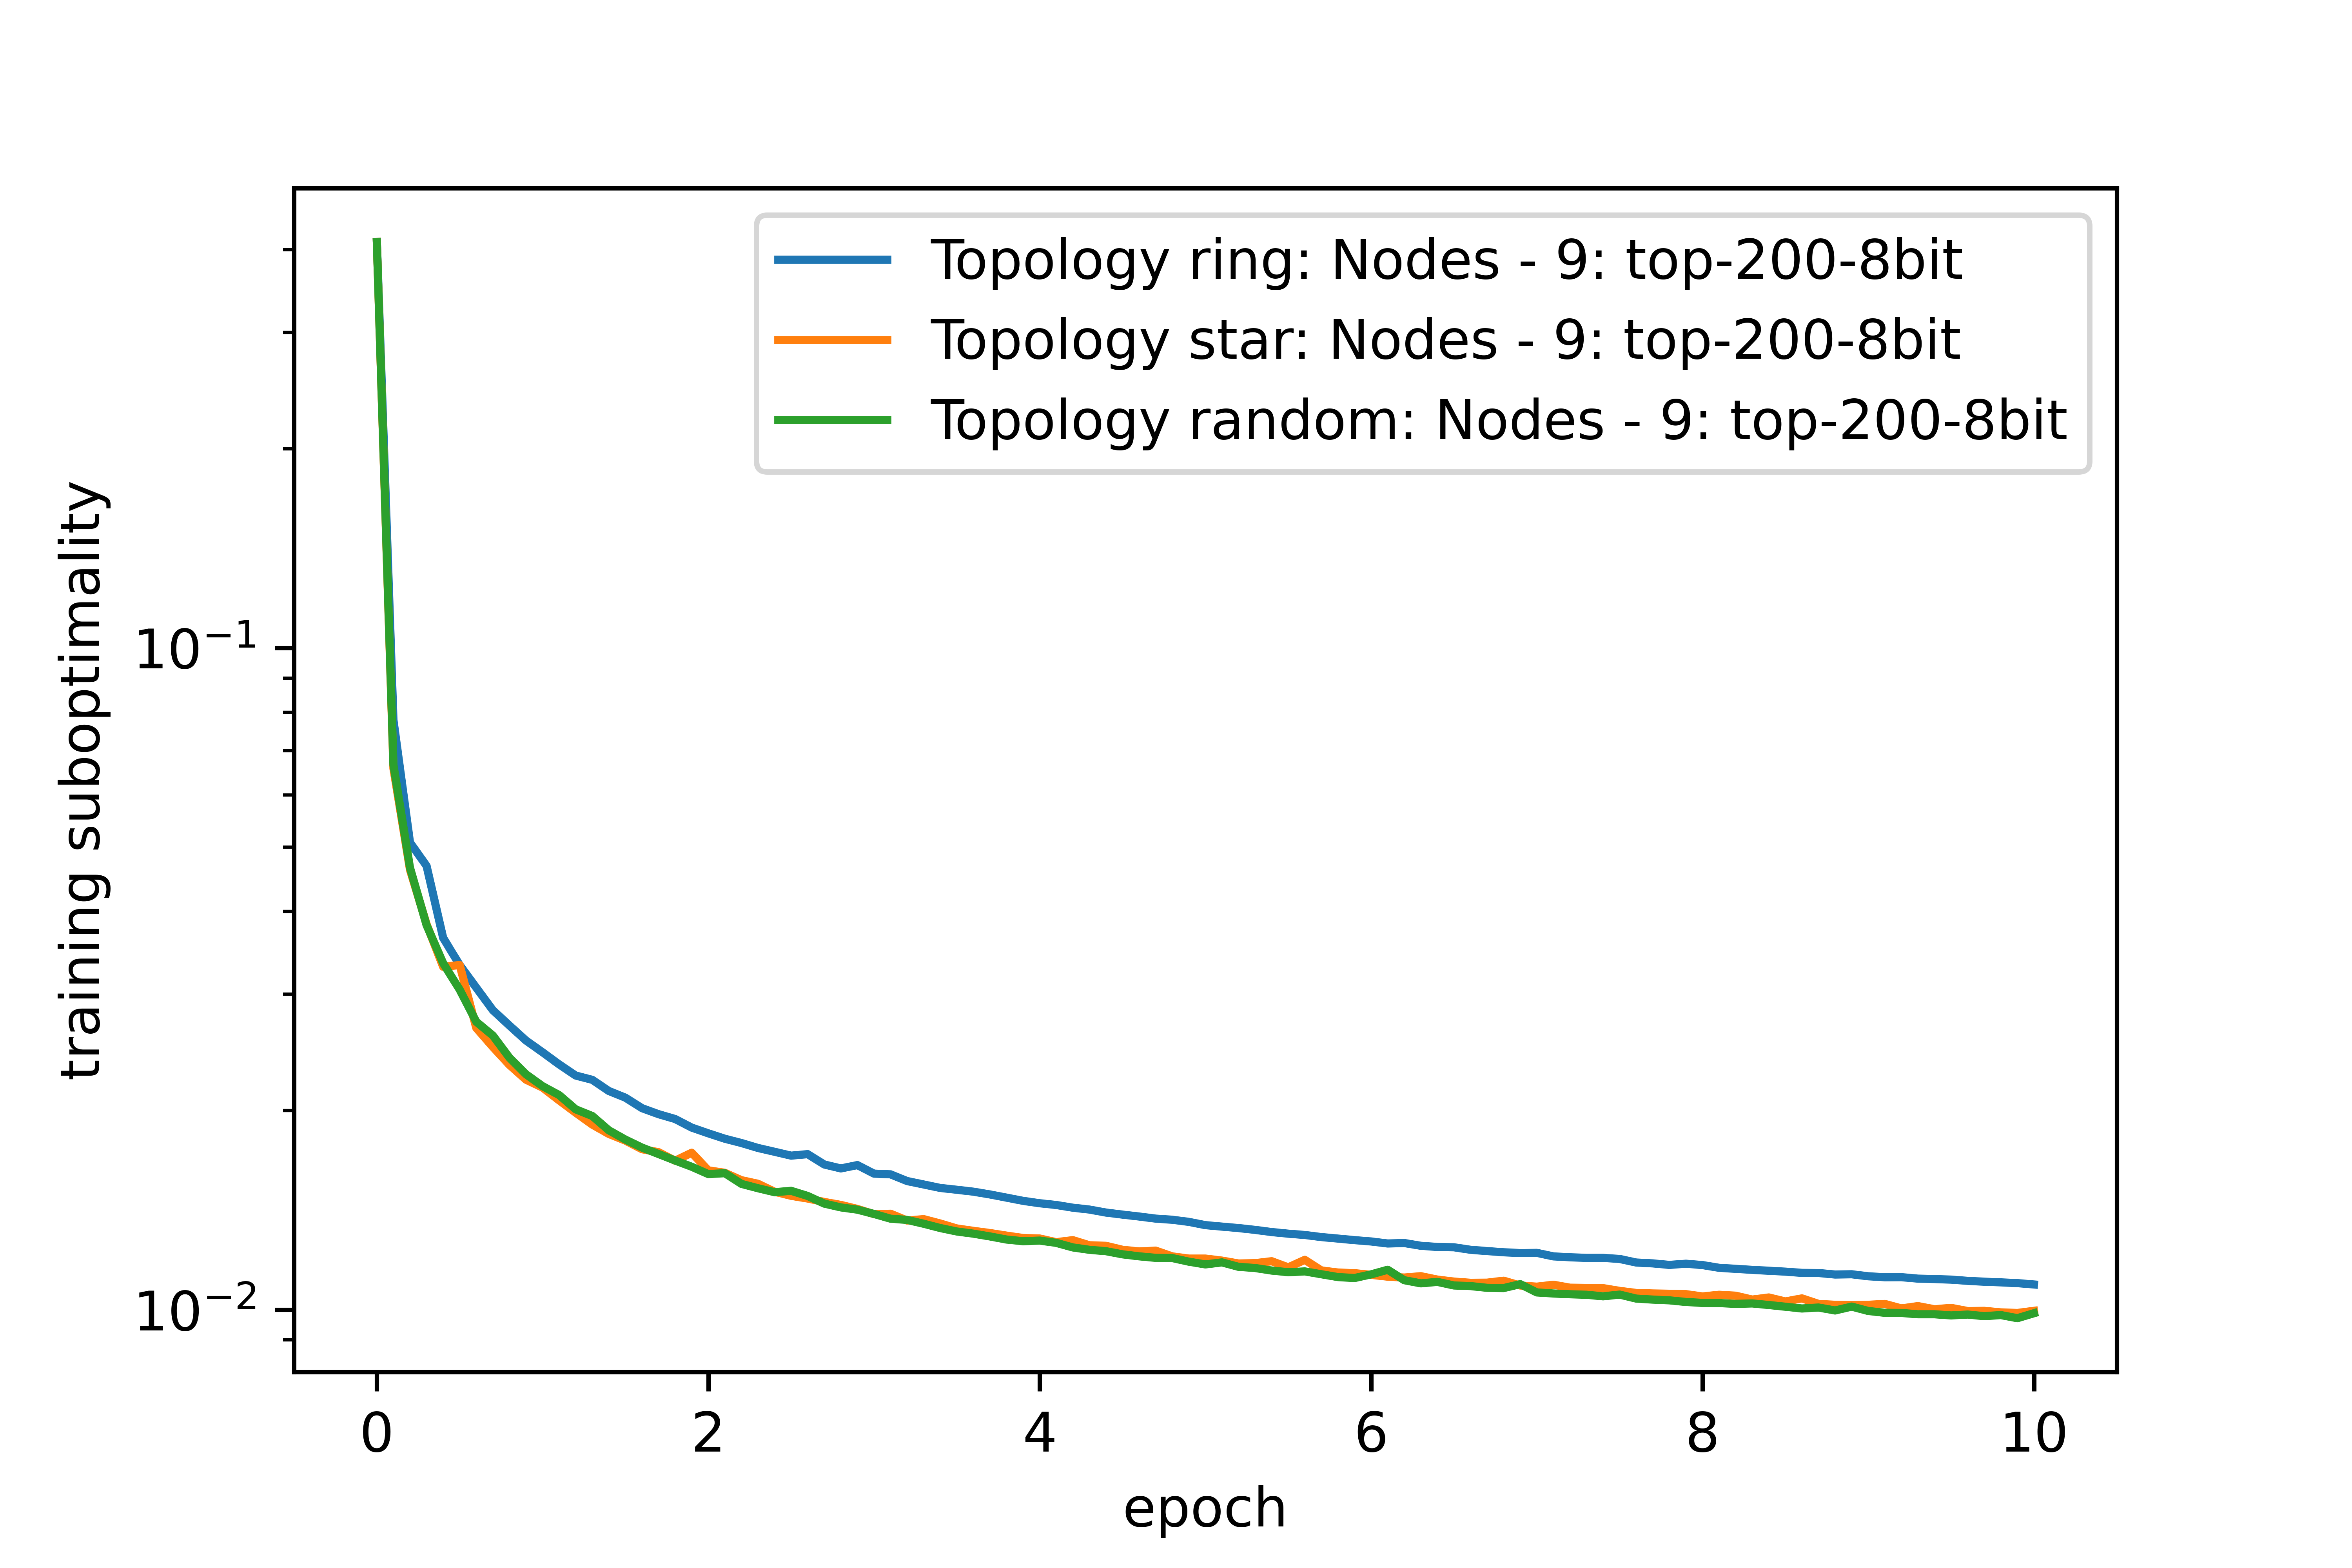 Topology ring: Nodes - 9: top-200-8bit
Topology star: Nodes - 9: top-200-8bit
Topology random: Nodes - 9: top-200-8bit
training suboptimality
10⁻¹
10⁻²
0 2 4 6 8 10
epoch